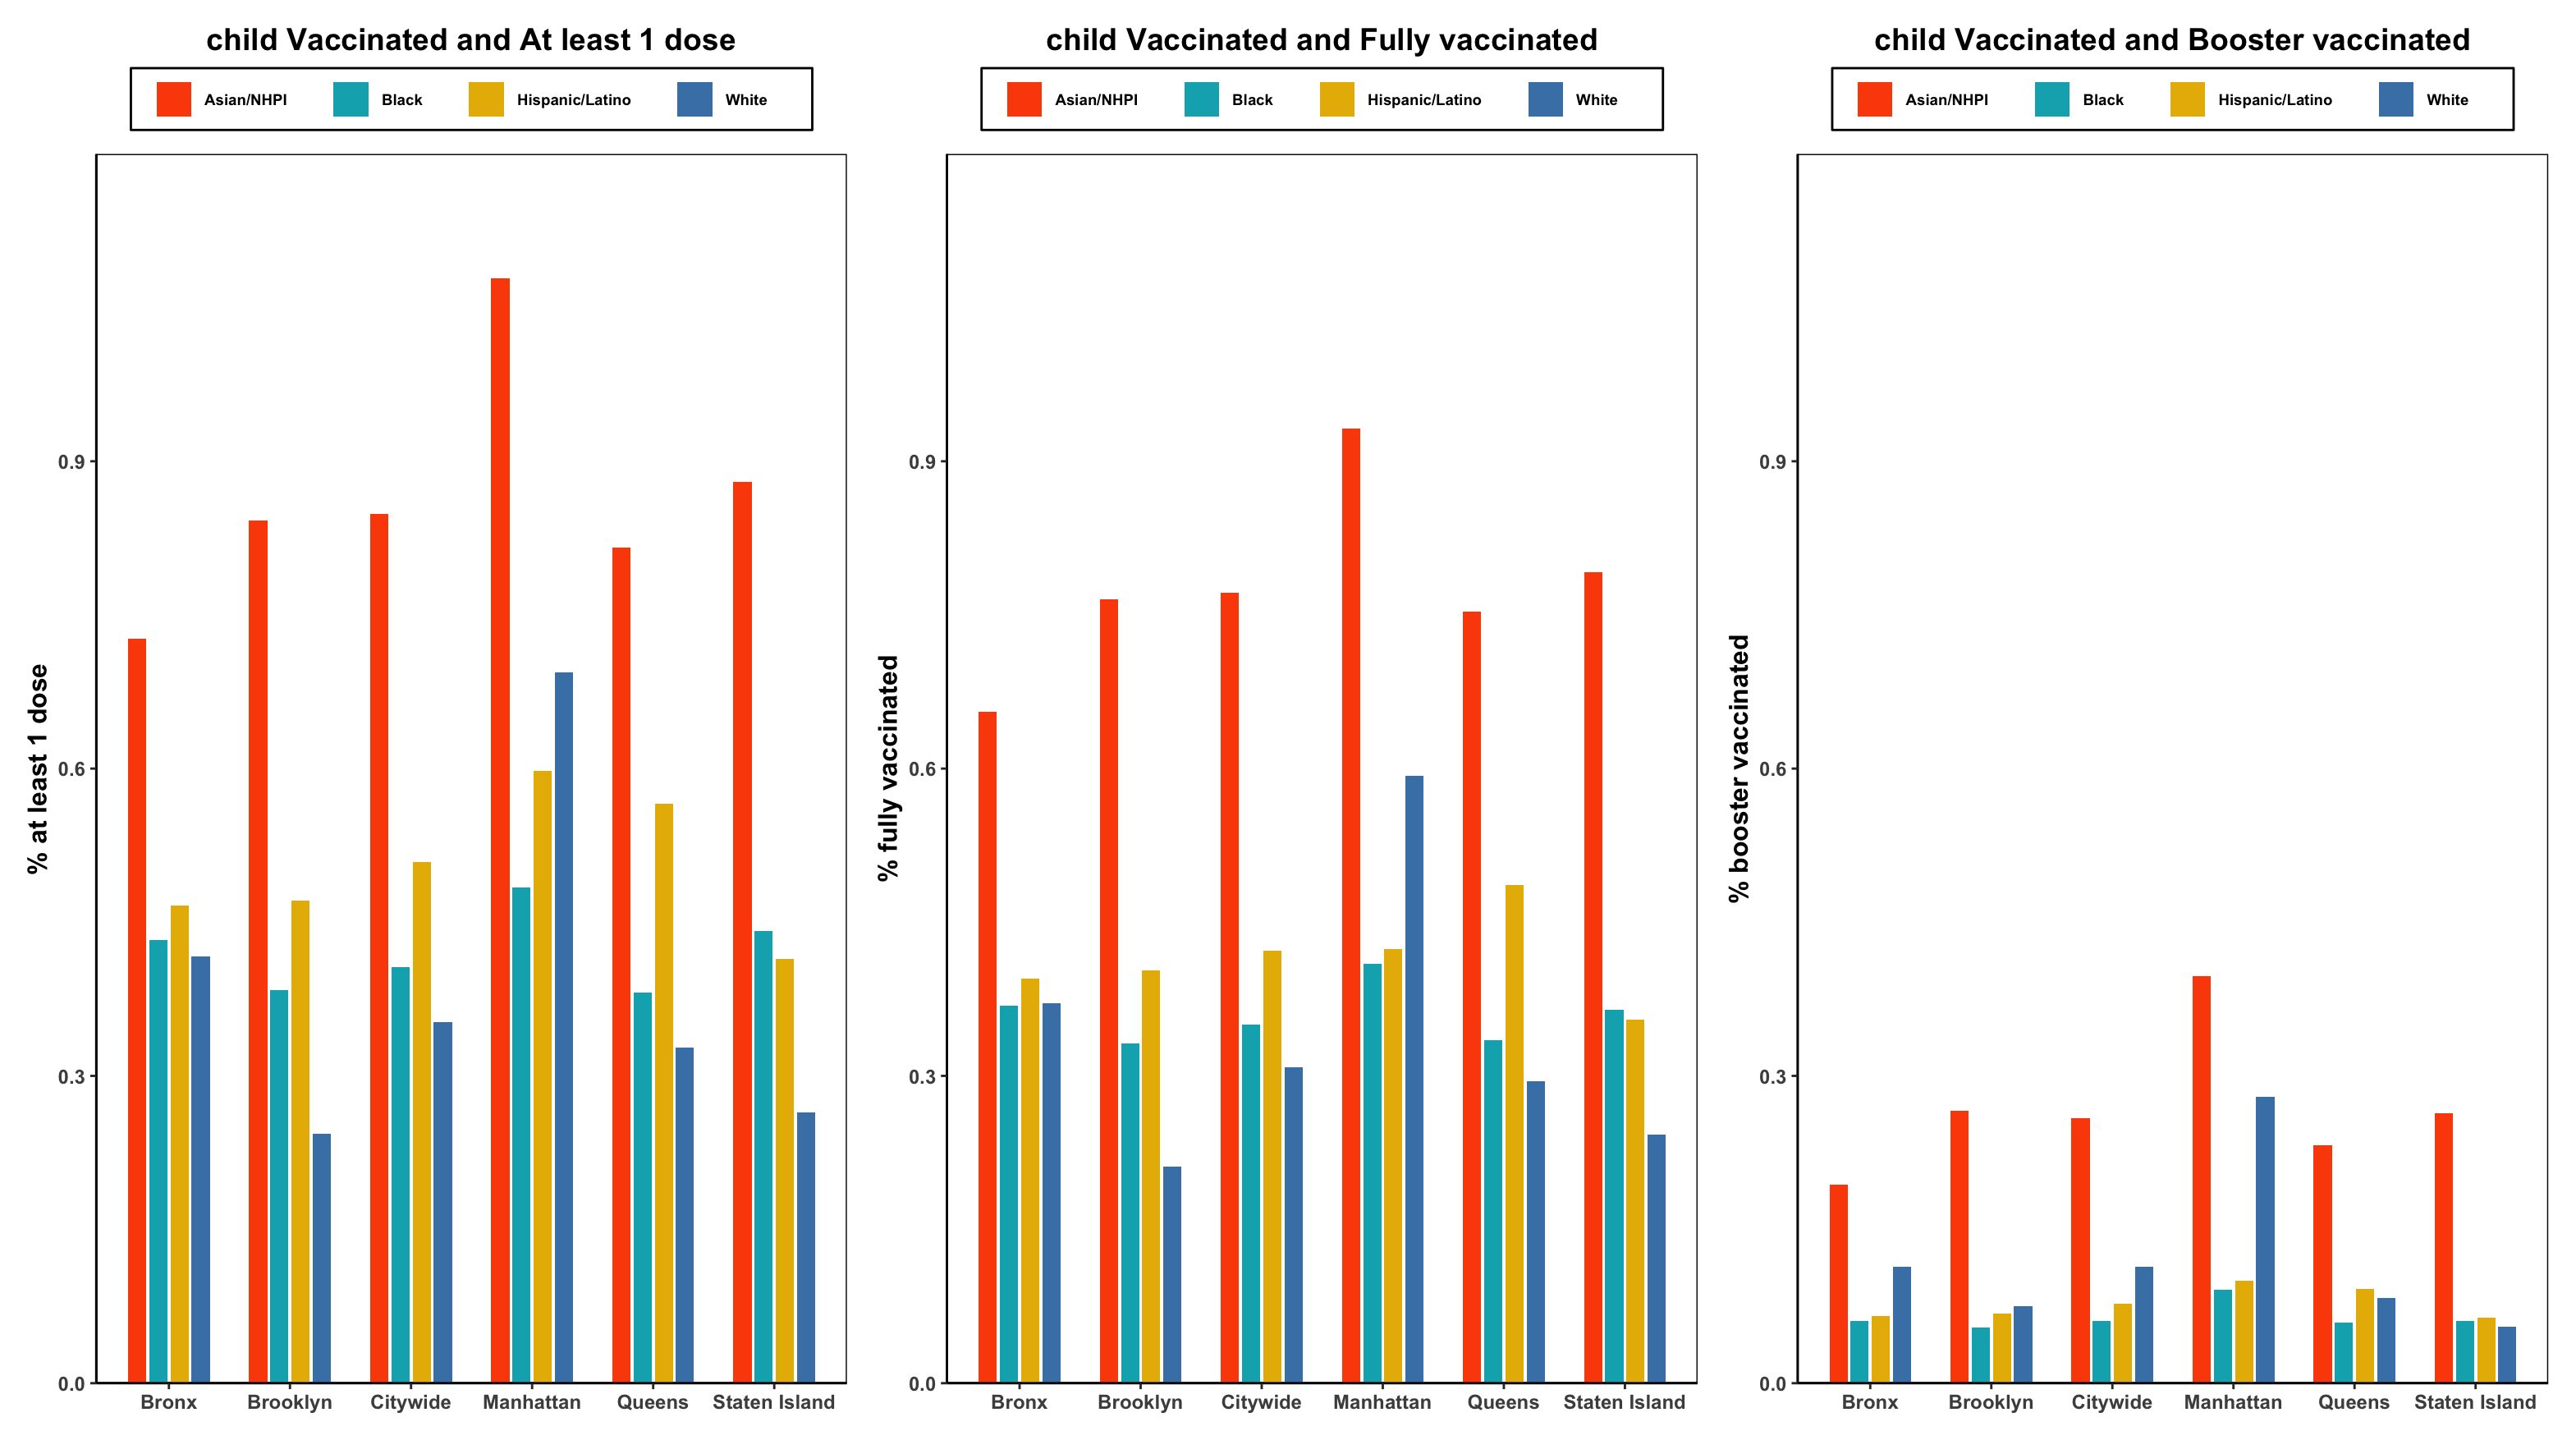 child Vaccinated and At least 1 dose
Asian/NHPI Black Hispanic/Latino White
% at least 1 dose
0.9
0.6
0.3
0.0
Bronx Brooklyn Citywide Manhattan Queens Staten Island
child Vaccinated and Fully vaccinated
Asian/NHPI Black Hispanic/Latino White
% fully vaccinated
0.9
0.6
0.3
0.0
Bronx Brooklyn Citywide Manhattan Queens Staten Island
child Vaccinated and Booster vaccinated
Asian/NHPI Black Hispanic/Latino White
% booster vaccinated
0.9
0.6
0.3
0.0
Bronx Brooklyn Citywide Manhattan Queens Staten Island